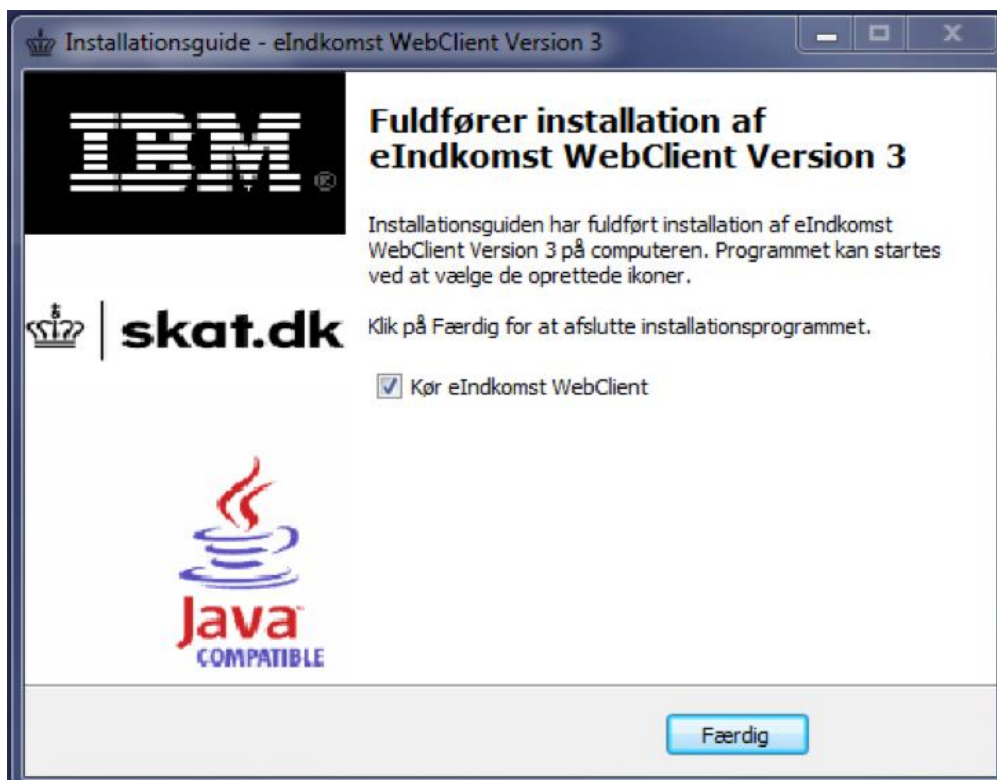 Installationsguide - eIndkomst WebClient Version 3
IBM®
Fuldfører installation af
eIndkomst WebClient Version 3
Installationsguiden har fuldført installation af eIndkomst
WebClient Version 3 på computeren. Programmet kan startes
ved at vælge de oprettede ikoner.
skat.dk
Klik på Færdig for at afslutte installationsprogrammet.
Kør eIndkomst WebClient
Java™
COMPATIBLE
Færdig